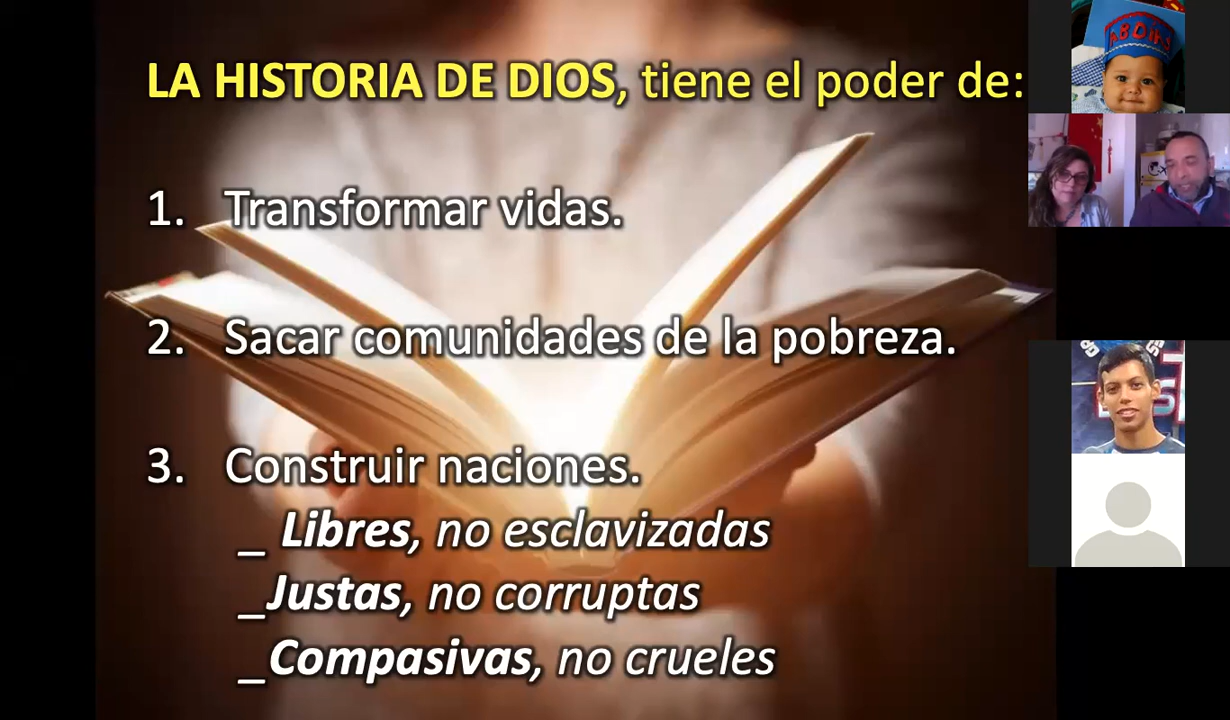 LA HISTORIA DE DIOS, tiene el poder de:
1. Transformar vidas.
2. Sacar comunidades de la pobreza.
3. Construir naciones.
_ Libres, no esclavizadas
_Justas, no corruptas
_Compasivas, no crueles